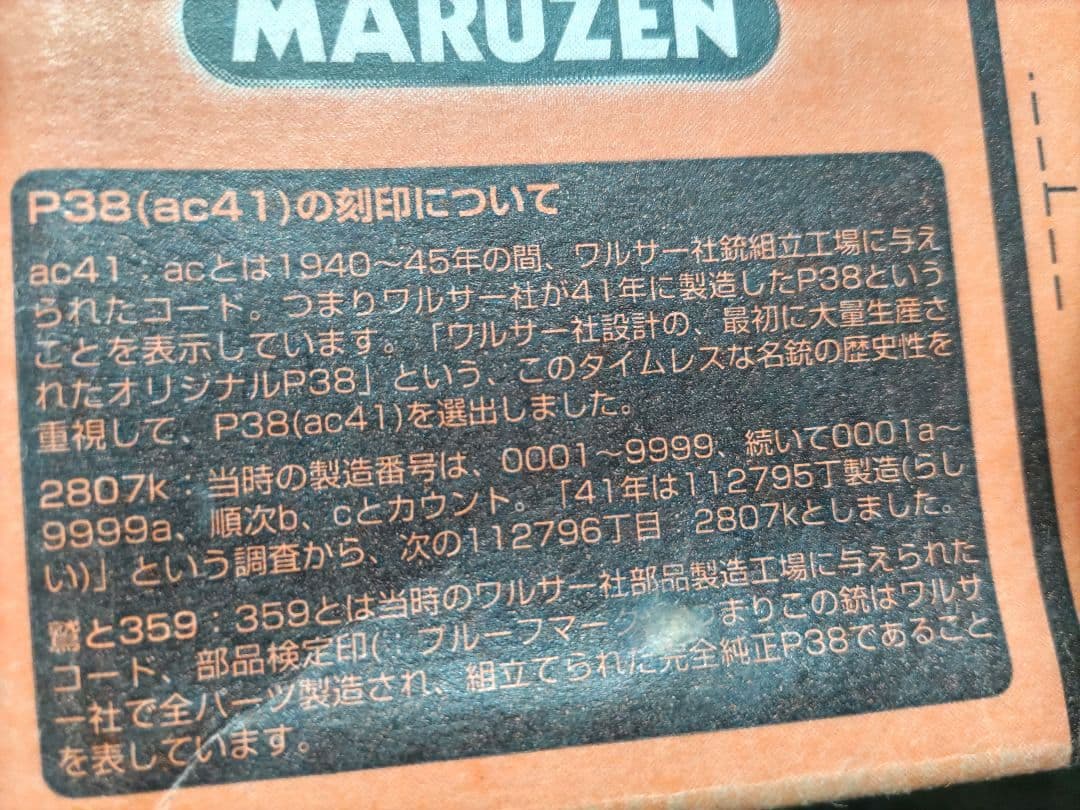 MARUZEN
P38(ac41)の刻印について
ac41：acとは1940～45年の間、ワルサー社銃組立工場に与え
られたコード。つまりワルサー社が41年に製造したP38という
ことを表示しています。「ワルサー社設計の、最初に大量生産さ
れたオリジナルP38」という、このタイムレスな名銃の歴史性を
重視して、P38(ac41)を選出しました。
2807k：当時の製造番号は、0001～9999、続いて0001a～
9999a、順次b、cとカウント。「41年は112795丁製造(らし
い)」という調査から、次の112796丁目 2807kとしました。
鷲と359：359とは当時のワルサー社部品製造工場に与えられた
コード、部品検定印(：プルーフマー まりこの銃はワルサ
ー社で全パーツ製造され、組立てられた完全純正P38であること
を表しています。